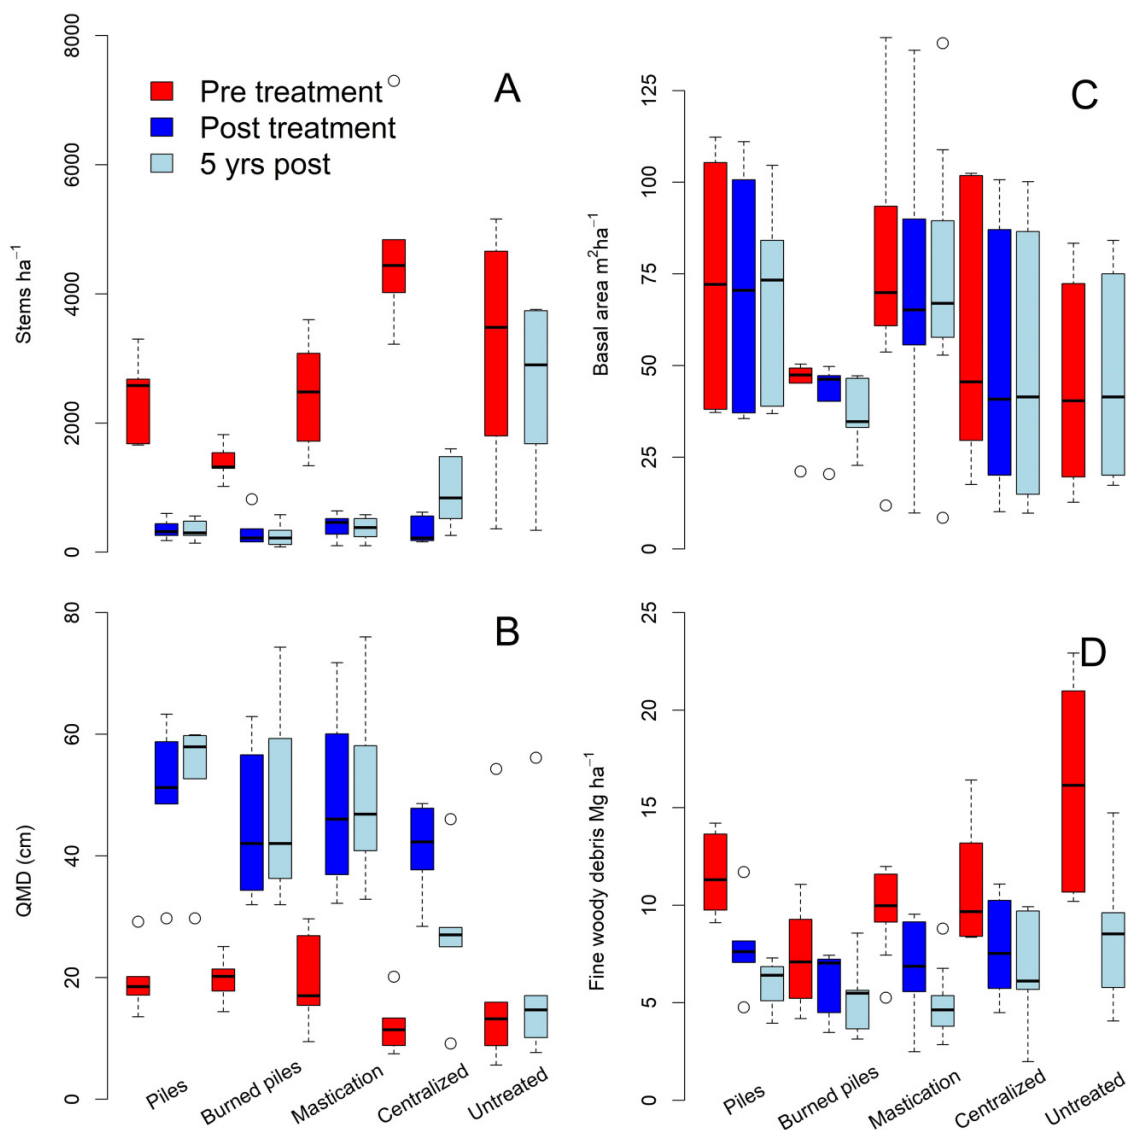 A
Pre treatment
Post treatment
5 yrs post
Stems ha⁻¹
0
2000
4000
6000
8000
C
Basal area m²ha⁻¹
0
25
50
75
100
125
B
QMD (cm)
0
20
40
60
80
Piles
Burned piles
Mastication
Centralized
Untreated
D
Fine woody debris Mg ha⁻¹
0
5
10
15
20
25
Piles
Burned piles
Mastication
Centralized
Untreated